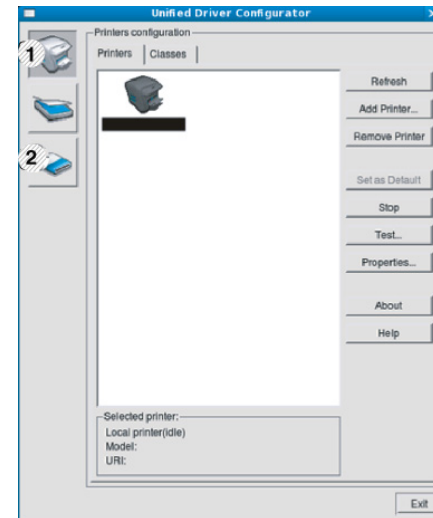 Unified Driver Configurator
1
2
Printers configuration
Printers
Classes
Refresh
Add Printer...
Remove Printer
Set as Default
Stop
Test...
Properties...
About
Help
Selected printer:
Local printer(idle)
Model:
URI:
Exit